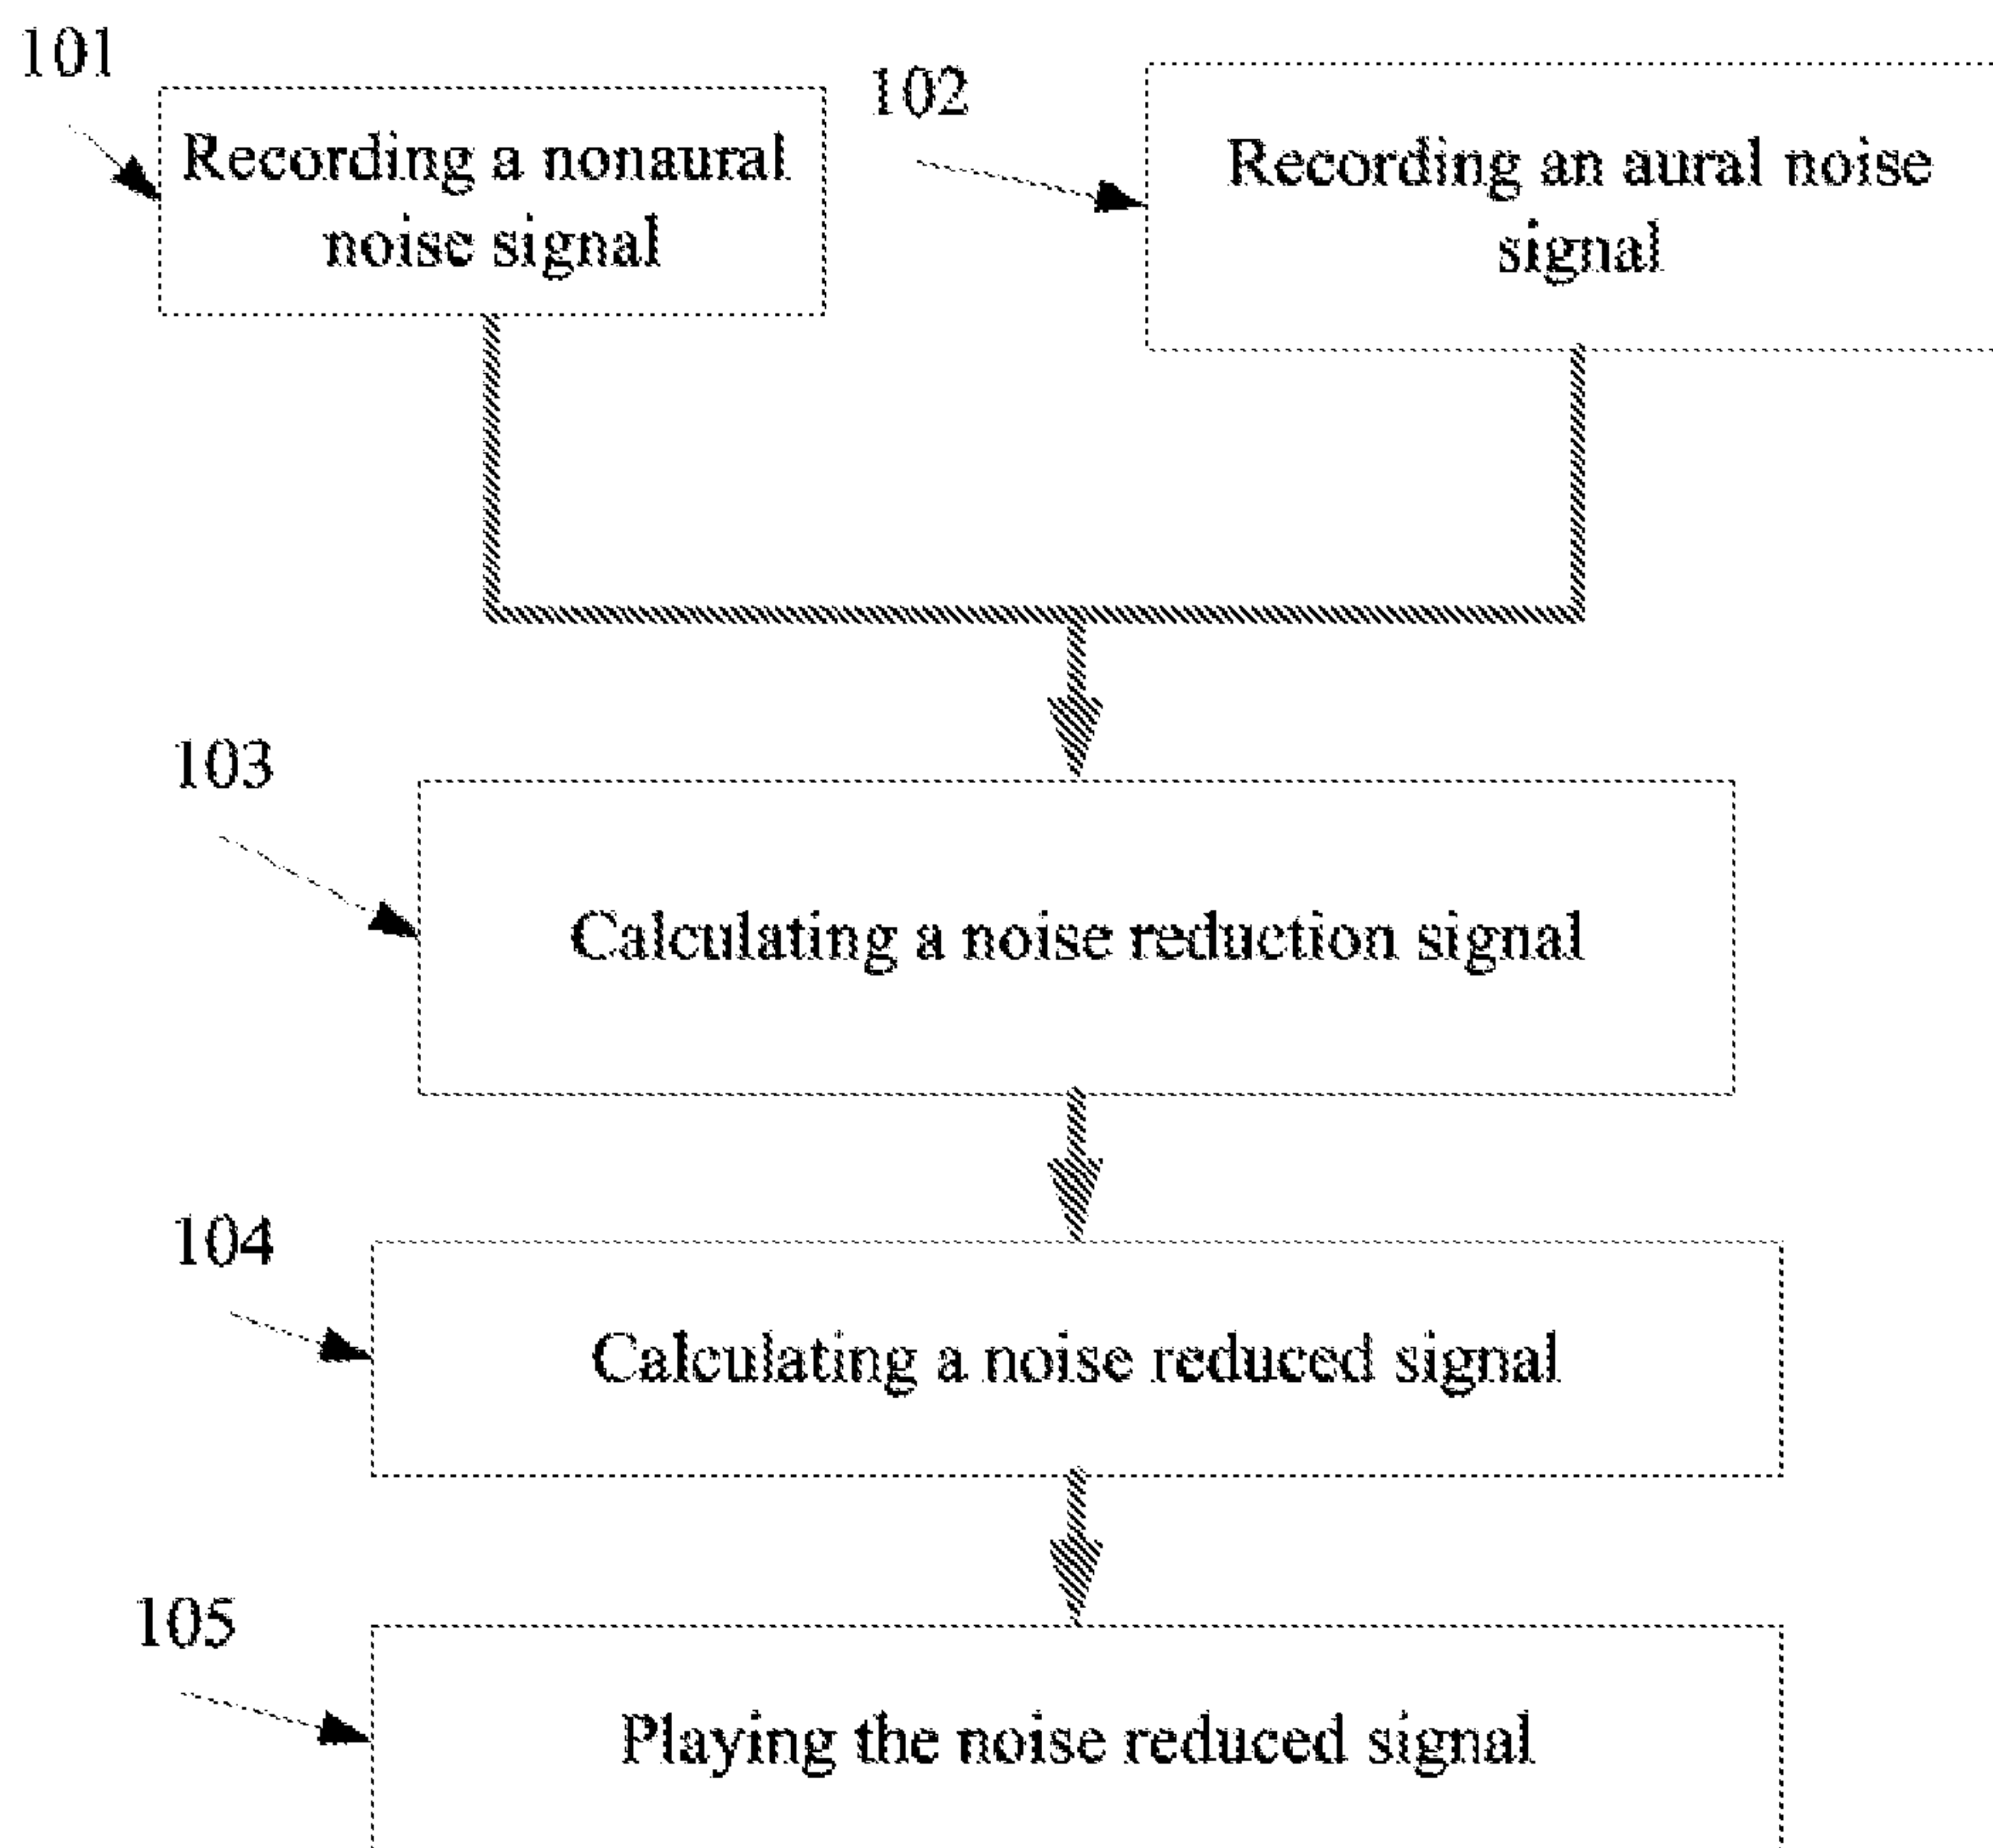 101
Recording a nonaural
noise signal
102
Recording an aural noise
signal
103
Calculating a noise reduction signal
104
Calculating a noise reduced signal
105
Playing the noise reduced signal